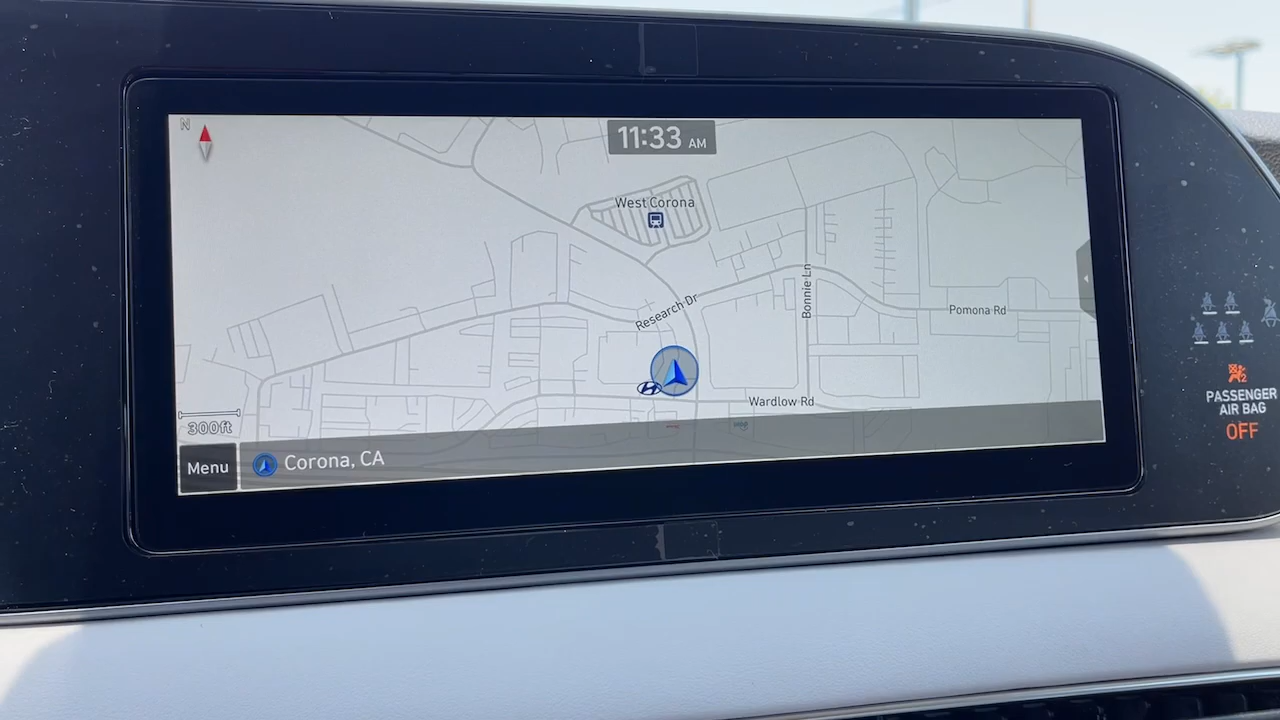 N
11:33 AM
West Corona
Research Dr
Bonnie Ln
Pomona Rd
Wardlow Rd
300ft
Menu
Corona, CA
2
PASSENGER
AIR BAG
OFF